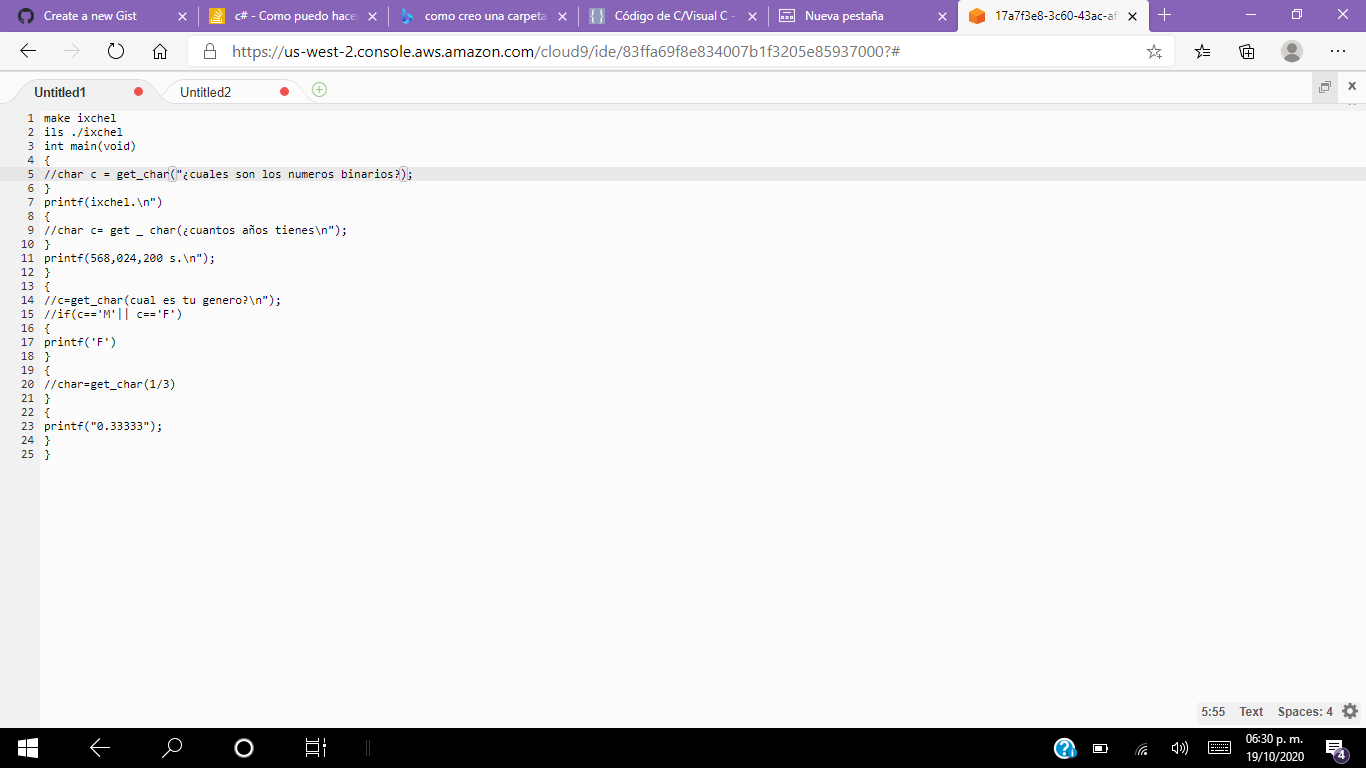 Create a new Gist
c# - Como puedo hace
como creo una carpeta
Código de C/Visual C -
Nueva pestaña
17a7f3e8-3c60-43ac-af
https://us-west-2.console.aws.amazon.com/cloud9/ide/83ffa69f8e834007b1f3205e85937000?#
Untitled1
Untitled2
1 make ixchel
2 ils ./ixchel
3 int main(void)
4 {
5 //char c = get_char("¿cuales son los numeros binarios?);
6 }
7 printf(ixchel.\n")
8 {
9 //char c= get _ char(¿cuantos años tienes\n");
10 }
11 printf(568,024,200 s.\n");
12 }
13 {
14 //c=get_char(cual es tu genero?\n");
15 //if(c=='M'|| c=='F')
16 {
17 printf('F')
18 }
19 {
20 //char=get_char(1/3)
21 }
22 {
23 printf("0.33333");
24 }
25 }
5:55 Text Spaces: 4
06:30 p. m.
19/10/2020
4